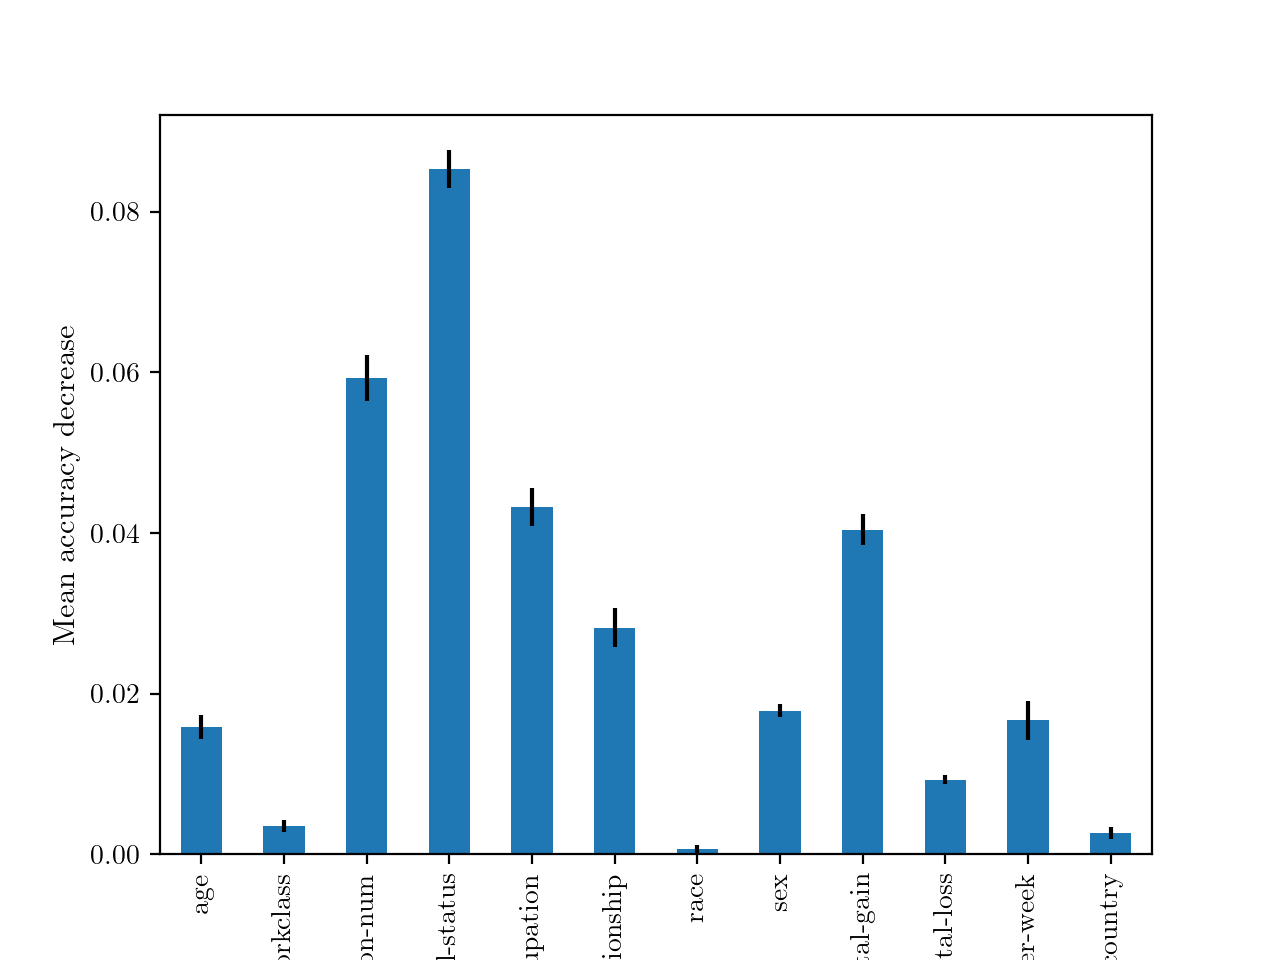 Mean accuracy decrease
0.08
0.06
0.04
0.02
0.00
age
orkclass
on-num
l-status
upation
ionship
race
sex
tal-gain
tal-loss
er-week
country